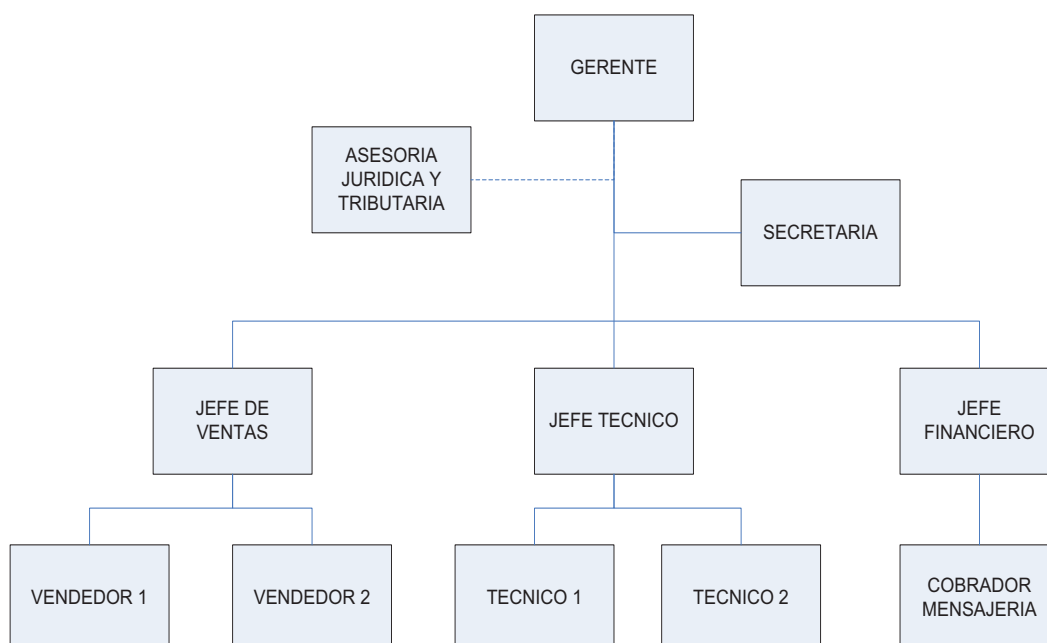 GERENTE
ASESORIA
JURIDICA Y
TRIBUTARIA
SECRETARIA
JEFE DE
VENTAS
JEFE TECNICO
JEFE
FINANCIERO
VENDEDOR 1
VENDEDOR 2
TECNICO 1
TECNICO 2
COBRADOR
MENSAJERIA